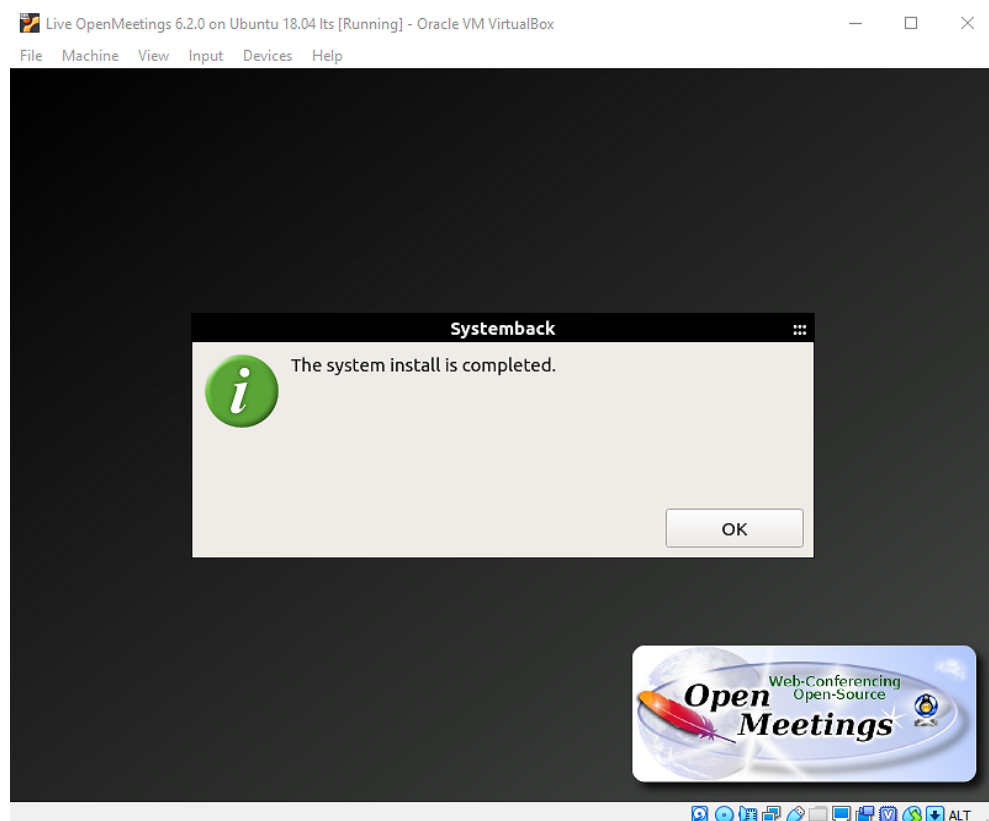 Live OpenMeetings 6.2.0 on Ubuntu 18.04 lts [Running] - Oracle VM VirtualBox
File Machine View Input Devices Help
Systemback
The system install is completed.
OK
Web-Conferencing
Open-Source
Open
Meetings
ALT